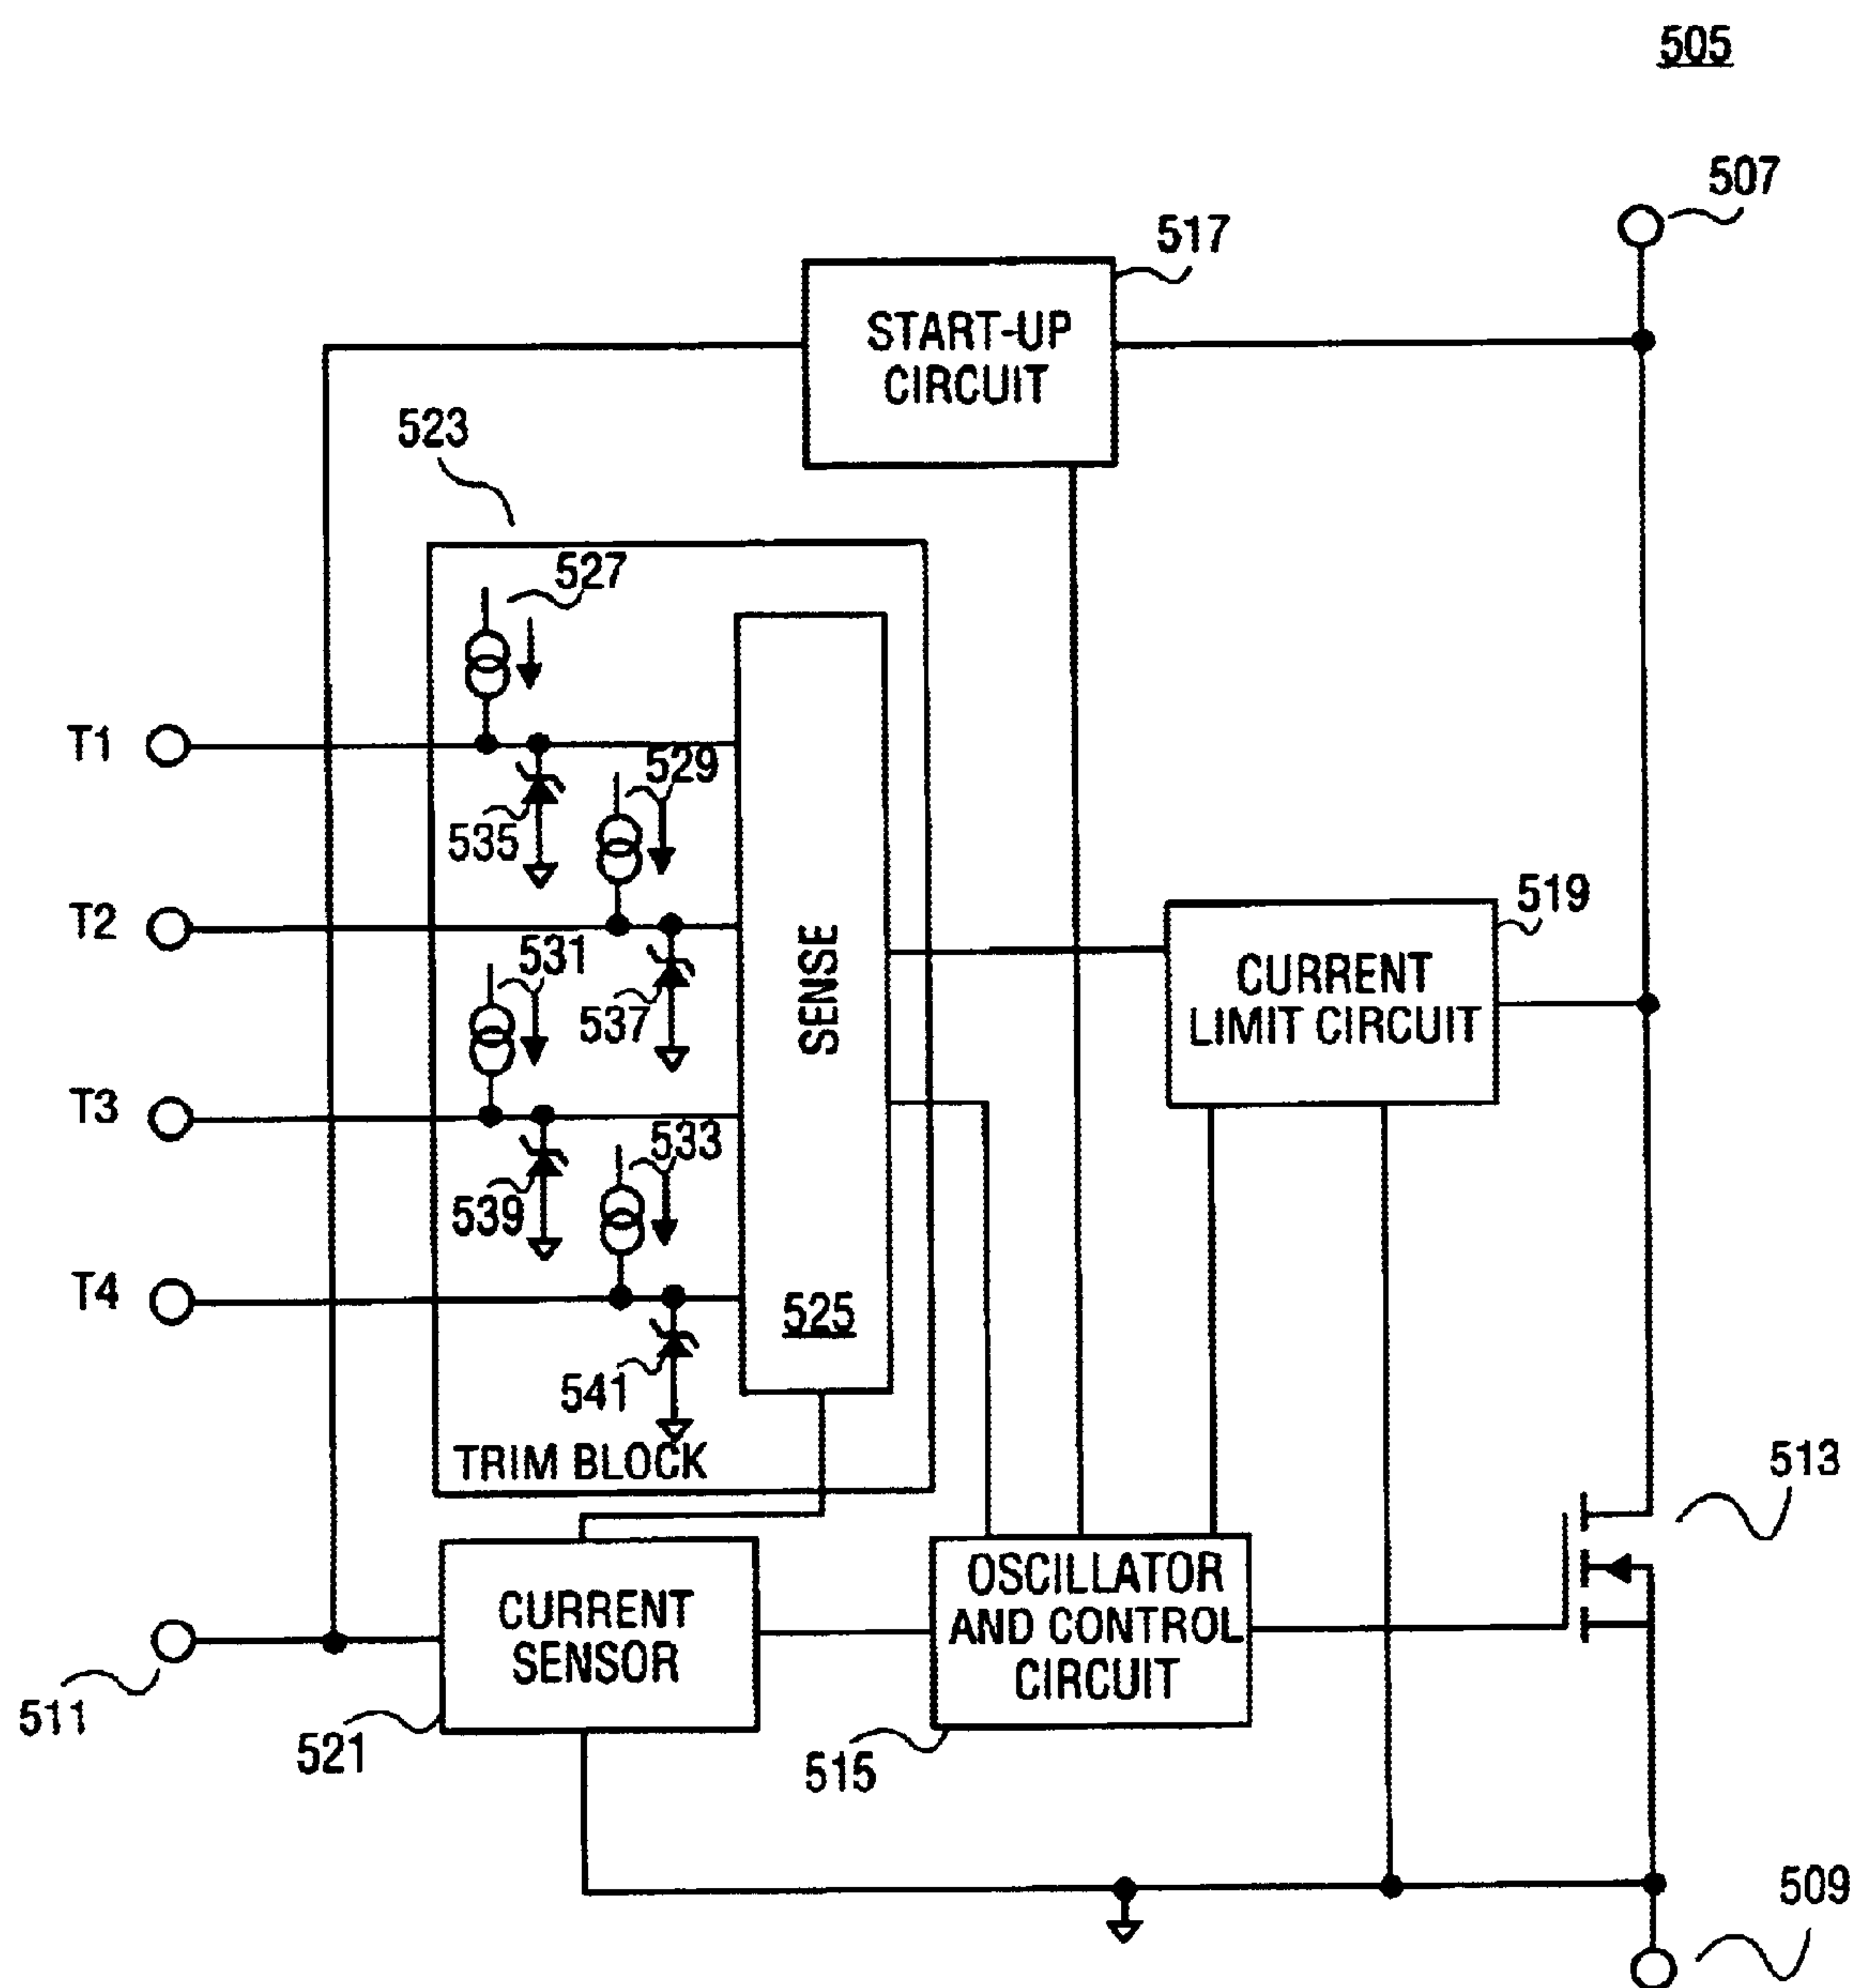 505
507
517
START-UP
CIRCUIT
523
527
T1
529
535
T2
519
531
SENSE
CURRENT
LIMIT CIRCUIT
537
T3
533
539
T4
525
541
TRIM BLOCK
513
OSCILLATOR
AND CONTROL
CIRCUIT
CURRENT
SENSOR
511
521
515
509